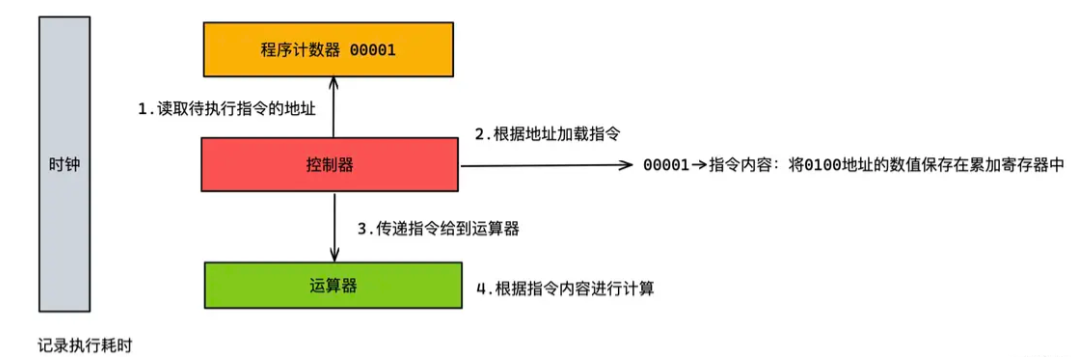 程序计数器 00001
1.读取待执行指令的地址
2.根据地址加载指令
时钟
控制器
00001→指令内容：将0100地址的数值保存在累加寄存器中
3.传递指令给到运算器
运算器
4.根据指令内容进行计算
记录执行耗时